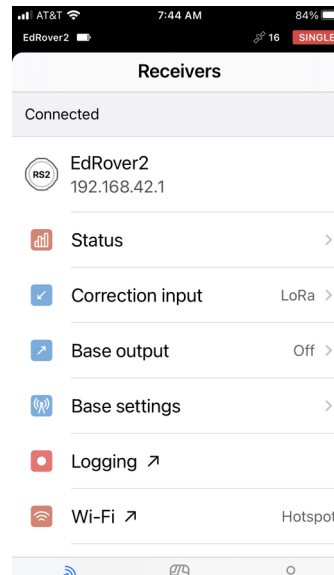 AT&T 7:44 AM 84%
EdRover2 16 SINGLE
Receivers
Connected
RS2 EdRover2
192.168.42.1
Status
Correction input LoRa
Base output Off
Base settings
Logging
Wi-Fi Hotspot